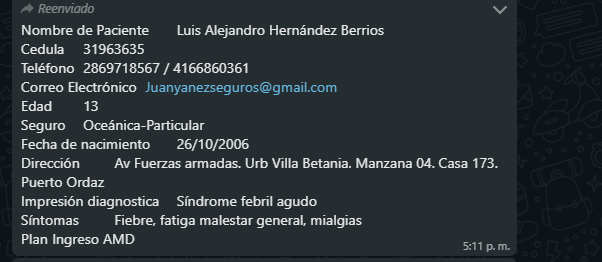 Reenviado
Nombre de Paciente Luis Alejandro Hernández Berrios
Cedula 31963635
Teléfono 2869718567 / 4166860361
Correo Electrónico Juanyanezseguros@gmail.com
Edad 13
Seguro Oceánica-Particular
Fecha de nacimiento 26/10/2006
Dirección Av Fuerzas armadas. Urb Villa Betania. Manzana 04. Casa 173.
Puerto Ordaz
Impresión diagnostica Síndrome febril agudo
Síntomas Fiebre, fatiga malestar general, mialgias
Plan Ingreso AMD
5:11 p. m.